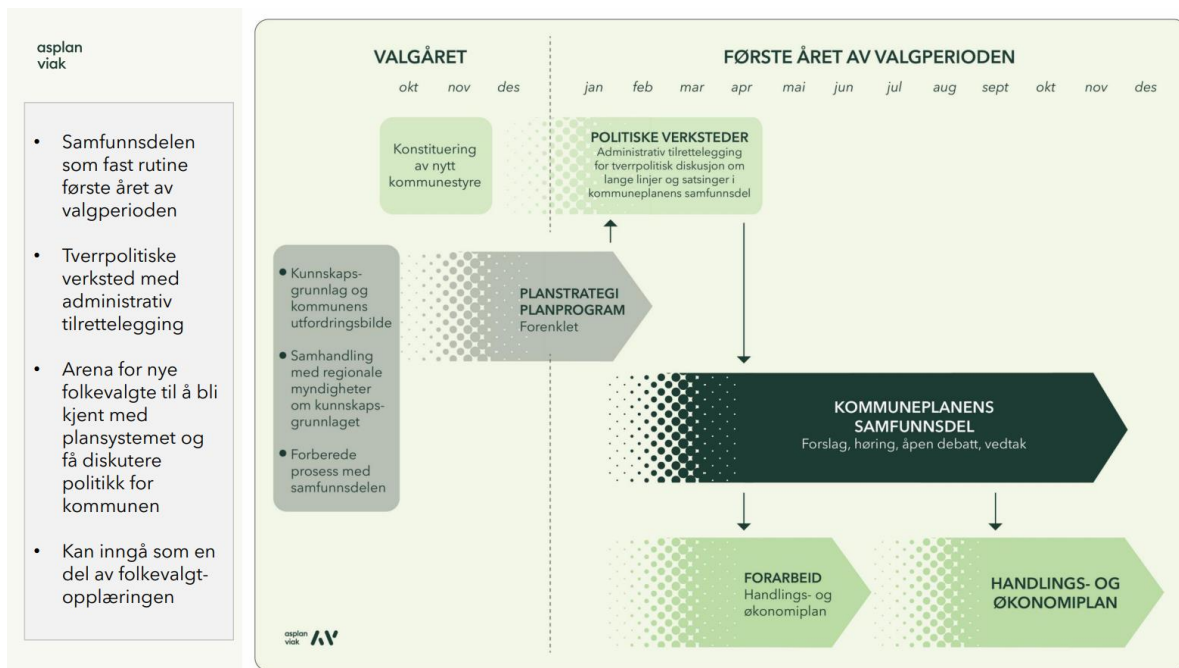 asplan
viak
• Samfunnsdelen
som fast rutine
første året av
valgperioden
• Tverrpolitiske
verksted med
administrativ
tilrettelegging
• Arena for nye
folkevalgte til å bli
kjent med
plansystemet og
få diskutere
politikk for
kommunen
• Kan inngå som en
del av folkevalgt-
opplæringen
VALGÅRET
FØRSTE ÅRET AV VALGPERIODEN
okt nov des jan feb mar apr mai jun jul aug sept okt nov des
Konstituering
av nytt
kommunestyre
POLITISKE VERKSTEDER
Administrativ tilrettelegging
for tverrpolitisk diskusjon om
lange linjer og satsinger i
kommuneplanens samfunnsdel
• Kunnskaps-
grunnlag og
kommunens
utfordringsbilde
• Samhandling
med regionale
myndigheter
om kunnskaps-
grunnlaget
• Forberede
prosess med
samfunnsdelen
PLANSTRATEGI
PLANPROGRAM
Forenklet
KOMMUNEPLANENS
SAMFUNNSDEL
Forslag, høring, åpen debatt, vedtak
FORARBEID
Handlings- og
økonomiplan
HANDLINGS- OG
ØKONOMIPLAN
asplan
viak